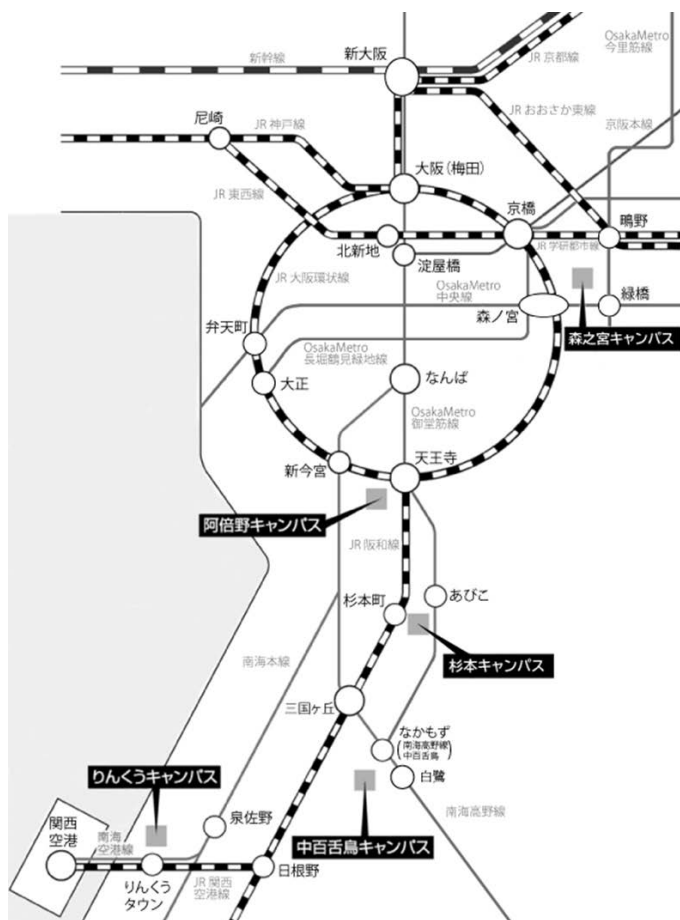 OsakaMetro
今里筋線
新大阪
新幹線
JR 京都線
JR おおさか東線
尼崎
JR 神戸線
京阪本線
大阪(梅田)
JR 東西線
京橋
鴫野
北新地
JR 学研都市線
淀屋橋
JR 大阪環状線
OsakaMetro
中央線
緑橋
森ノ宮
弁天町
森之宮キャンパス
OsakaMetro
長堀鶴見緑地線
大正
なんば
OsakaMetro
御堂筋線
新今宮
天王寺
阿倍野キャンパス
JR 阪和線
杉本町
あびこ
杉本キャンパス
南海本線
三国ヶ丘
なかもず
(南海高野線
中百舌鳥)
りんくうキャンパス
白鷺
南海高野線
関西
空港
南海
空港線
泉佐野
中百舌鳥キャンパス
りんくう
タウン
JR 関西
空港線
日根野